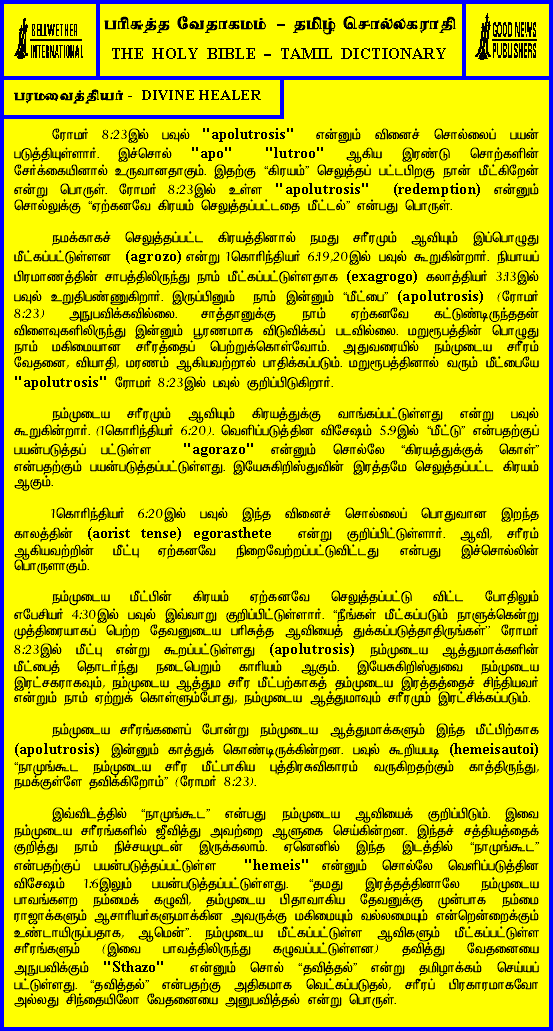 BELLWETHER
INTERNATIONAL
பரிசுத்த வேதாகமம் – தமிழ் சொல்லகராதி
THE HOLY BIBLE – TAMIL DICTIONARY
GOOD NEWS
PUBLISHERS
பரமவைத்தியர் - DIVINE HEALER
ரோமர் 8:23இல் பவுல் "apolutrosis" என்னும் வினைச் சொல்லைப் பயன்
படுத்தியுள்ளார். இச்சொல் "apo" "lutroo" ஆகிய இரண்டு சொற்களின்
சேர்க்கையினால் உருவானதாகும். இதற்கு “கிரயம்” செலுத்தப் பட்டபிறகு நான் மீட்கிறேன்
என்று பொருள். ரோமர் 8:23இல் உள்ள "apolutrosis" (redemption) என்னும்
சொல்லுக்கு “ஏற்கனவே கிரயம் செலுத்தப்பட்டதை மீட்டல்” என்பது பொருள்.
நமக்காகச் செலுத்தப்பட்ட கிரயத்தினால் நமது சரீரமும் ஆவியும் இப்பொழுது
மீட்கப்பட்டுள்ளன (agrozo) என்று 1கொரிந்தியர் 6:19,20இல் பவுல் கூறுகின்றார். நியாயப்
பிரமாணத்தின் சாபத்திலிருந்து நாம் மீட்கப்பட்டுள்ளதாக (exagrogo) கலாத்தியர் 3:13இல்
பவுல் உறுதிபண்ணுகிறார். இருப்பினும் நாம் இன்னும் “மீட்பை” (apolutrosis) (ரோமர்
8:23) அநுபவிக்கவில்லை. சாத்தானுக்கு நாம் ஏற்கனவே கட்டுண்டிருந்ததன்
விளைவுகளிலிருந்து இன்னும் பூரணமாக விடுவிக்கப் படவில்லை. மறுரூபத்தின் பொழுது
நாம் மகிமையான சரீரத்தைப் பெற்றுக்கொள்வோம். அதுவரையில் நம்முடைய சரீரம்
வேதனை, வியாதி, மரணம் ஆகியவற்றால் பாதிக்கப்படும். மறுரூபத்தினால் வரும் மீட்பையே
"apolutrosis" ரோமர் 8:23இல் பவுல் குறிப்பிடுகிறார்.
நம்முடைய சரீரமும் ஆவியும் கிரயத்துக்கு வாங்கப்பட்டுள்ளது என்று பவுல்
கூறுகின்றார். (1கொரிந்தியர் 6:20). வெளிப்படுத்தின விசேஷம் 5:9இல் “மீட்டு” என்பதற்குப்
பயன்படுத்தப் பட்டுள்ள "agorazo" என்னும் சொல்லே “கிரயத்துக்குக் கொள்”
என்பதற்கும் பயன்படுத்தப்பட்டுள்ளது. இயேசுகிறிஸ்துவின் இரத்தமே செலுத்தப்பட்ட கிரயம்
ஆகும்.
1கொரிந்தியர் 6:20இல் பவுல் இந்த வினைச் சொல்லைப் பொதுவான இறந்த
காலத்தின் (aorist tense) egorasthete என்று குறிப்பிட்டுள்ளார். ஆவி, சரீரம்
ஆகியவற்றின் மீட்பு ஏற்கனவே நிறைவேற்றப்பட்டுவிட்டது என்பது இச்சொல்லின்
பொருளாகும்.
நம்முடைய மீட்பின் கிரயம் ஏற்கனவே செலுத்தப்பட்டு விட்ட போதிலும்
எபேசியர் 4:30இல் பவுல் இவ்வாறு குறிப்பிட்டுள்ளார். “நீங்கள் மீட்கப்படும் நாளுக்கென்று
முத்திரையாகப் பெற்ற தேவனுடைய பரிசுத்த ஆவியைத் துக்கப்படுத்தாதிருங்கள்” ரோமர்
8:23இல் மீட்பு என்று கூறப்பட்டுள்ளது (apolutrosis) நம்முடைய ஆத்துமாக்களின்
மீட்பைத் தொடர்ந்து நடைபெறும் காரியம் ஆகும். இயேசுகிறிஸ்துவை நம்முடைய
இரட்சகராகவும், நம்முடைய ஆத்தும சரீர மீட்பற்காகத் தம்முடைய இரத்தத்தைச் சிந்தியவர்
என்றும் நாம் ஏற்றுக் கொள்ளும்போது, நம்முடைய ஆத்துமாவும் சரீரமும் இரட்சிக்கப்படும்.
நம்முடைய சரீரங்களைப் போன்று நம்முடைய ஆத்துமாக்களும் இந்த மீட்பிற்காக
(apolutrosis) இன்னும் காத்துக் கொண்டிருக்கின்றன. பவுல் கூறியபடி (hemeisautoi)
“நாமுங்கூட நம்முடைய சரீர மீட்பாகிய புத்திரசுவிகாரம் வருகிறதற்கும் காத்திருந்து,
நமக்குள்ளே தவிக்கிறோம்” (ரோமர் 8:23).
இவ்விடத்தில் “நாமுங்கூட” என்பது நம்முடைய ஆவியைக் குறிப்பிடும். இவை
நம்முடைய சரீரங்களில் ஜீவித்து அவற்றை ஆளுகை செய்கின்றன. இந்தச் சத்தியத்தைக்
குறித்து நாம் நிச்சயமுடன் இருக்கலாம். ஏனெனில் இந்த இடத்தில் “நாமுங்கூட”
என்பதற்குப் பயன்படுத்தப்பட்டுள்ள "hemeis" என்னும் சொல்லே வெளிப்படுத்தின
விசேஷம் 1:6இலும் பயன்படுத்தப்பட்டுள்ளது. “தமது இரத்தத்தினாலே நம்முடைய
பாவங்களற நம்மைக் கழுவி, தம்முடைய பிதாவாகிய தேவனுக்கு முன்பாக நம்மை
ராஜாக்களும் ஆசாரியர்களுமாக்கின அவருக்கு மகிமையும் வல்லமையும் என்றென்றைக்கும்
உண்டாயிருப்பதாக, ஆமென்”. நம்முடைய மீட்கப்பட்டுள்ள ஆவிகளும் மீட்கப்பட்டுள்ள
சரீரங்களும் (இவை பாவத்திலிருந்து கழுவப்பட்டுள்ளன) தவித்து வேதனையை
அநுபவிக்கும் "Sthazo" என்னும் சொல் “தவித்தல்” என்று தமிழாக்கம் செய்யப்
பட்டுள்ளது. “தவித்தல்” என்பதற்கு அதிகமாக வெட்கப்படுதல், சரீரப் பிரகாரமாகவோ
அல்லது சிந்தையிலோ வேதனையை அனுபவித்தல் என்று பொருள்.